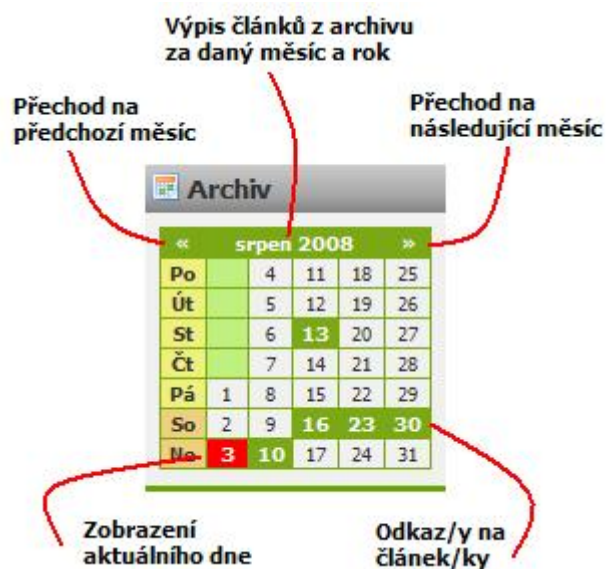 Výpis článků z archivu
za daný měsíc a rok
Přechod na
předchozí měsíc
Přechod na
následující měsíc
Archiv
« srpen 2008 »
Po 4 11 18 25
Út 5 12 19 26
St 6 13 20 27
Čt 7 14 21 28
Pá 1 8 15 22 29
So 2 9 16 23 30
Ne 3 10 17 24 31
Zobrazení
aktuálního dne
Odkaz/y na
článek/ky